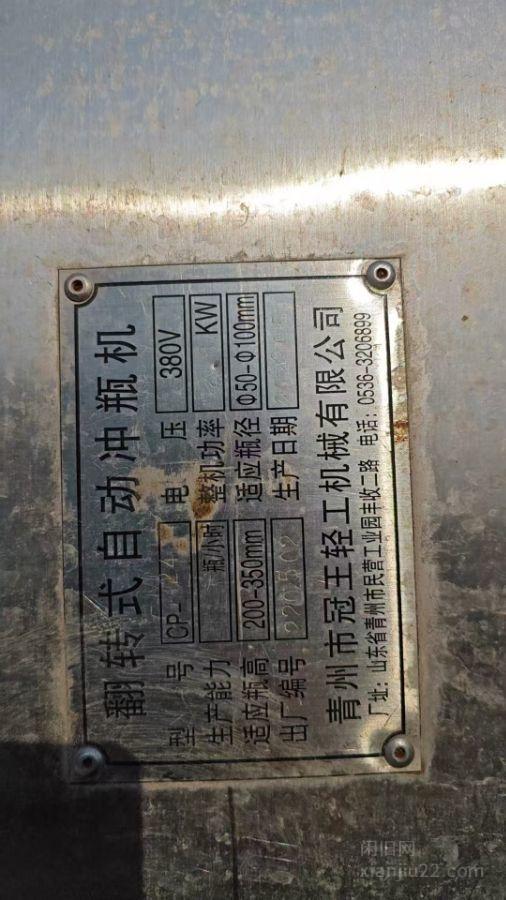 翻转式自动冲瓶机
型 号 CP-24 电 压 380V
生产能力 瓶/小时 整机功率 KW
适应瓶高 200-350mm 适应瓶径 Φ50-Φ100mm
出厂编号 生产日期
青州市冠王轻工机械有限公司
厂址：山东省青州市民营工业园丰收二路 电话：0536-3206899
闲旧网
xianjiu22.com